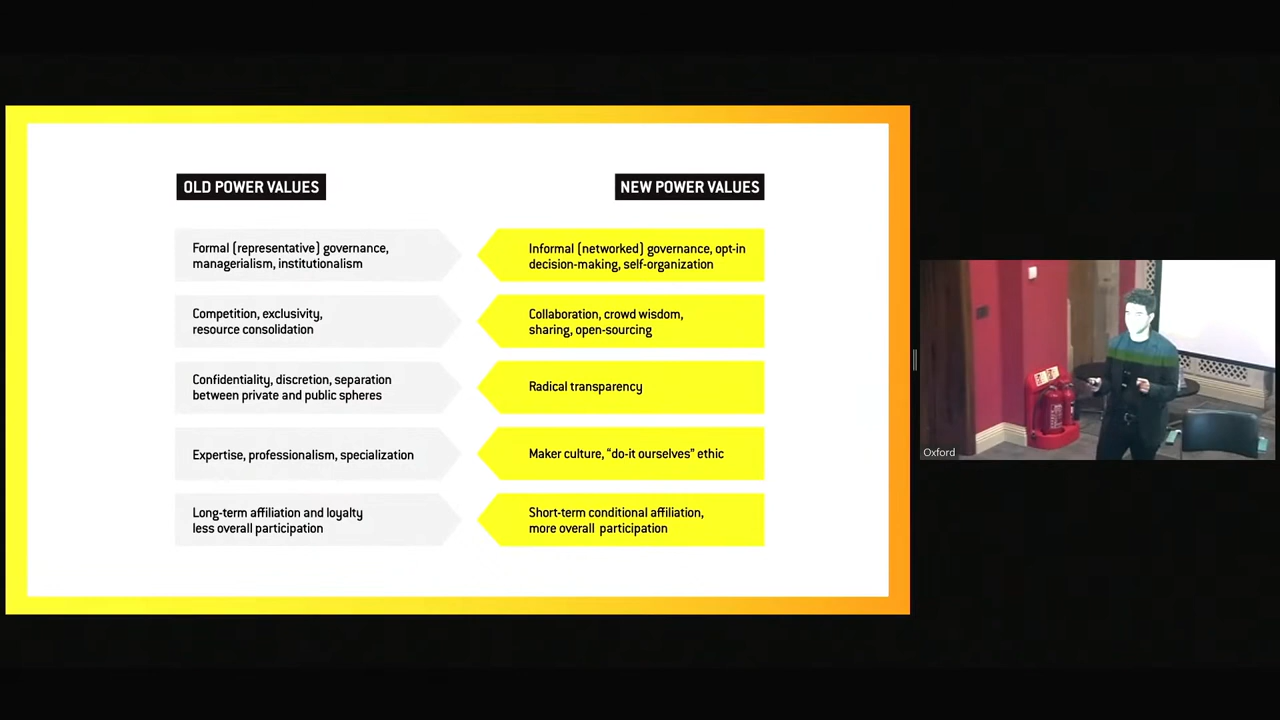 OLD POWER VALUES
NEW POWER VALUES
Formal (representative) governance,
managerialism, institutionalism
Informal (networked) governance, opt-in
decision-making, self-organization
Competition, exclusivity,
resource consolidation
Collaboration, crowd wisdom,
sharing, open-sourcing
Confidentiality, discretion, separation
between private and public spheres
Radical transparency
Expertise, professionalism, specialization
Maker culture, “do-it ourselves” ethic
Long-term affiliation and loyalty
less overall participation
Short-term conditional affiliation,
more overall participation
Oxford